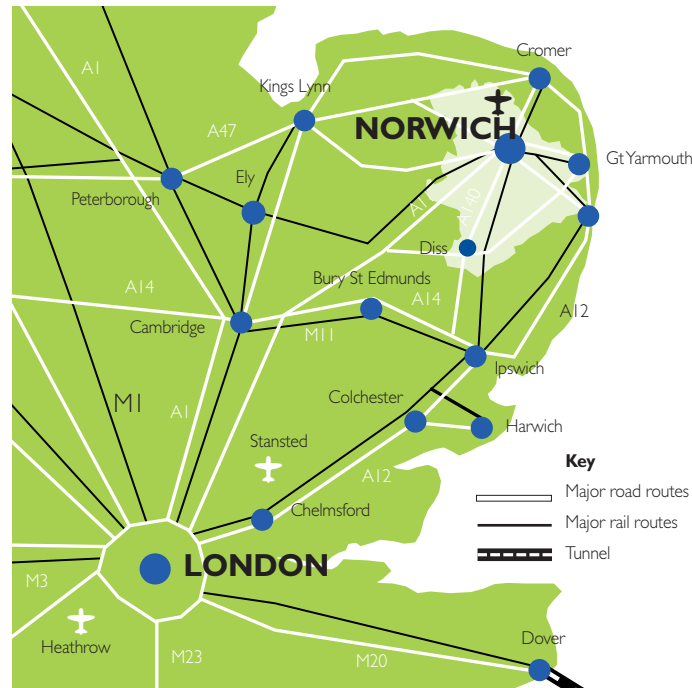 Cromer
A1
Kings Lynn
A47
NORWICH
Gt Yarmouth
Ely
Peterborough
A140
Diss
Bury St Edmunds
A14
A14
A12
Cambridge
M11
Ipswich
M1
Colchester
A1
Harwich
Stansted
Key
A12
Major road routes
Chelmsford
Major rail routes
Tunnel
LONDON
M3
Heathrow
Dover
M23
M20